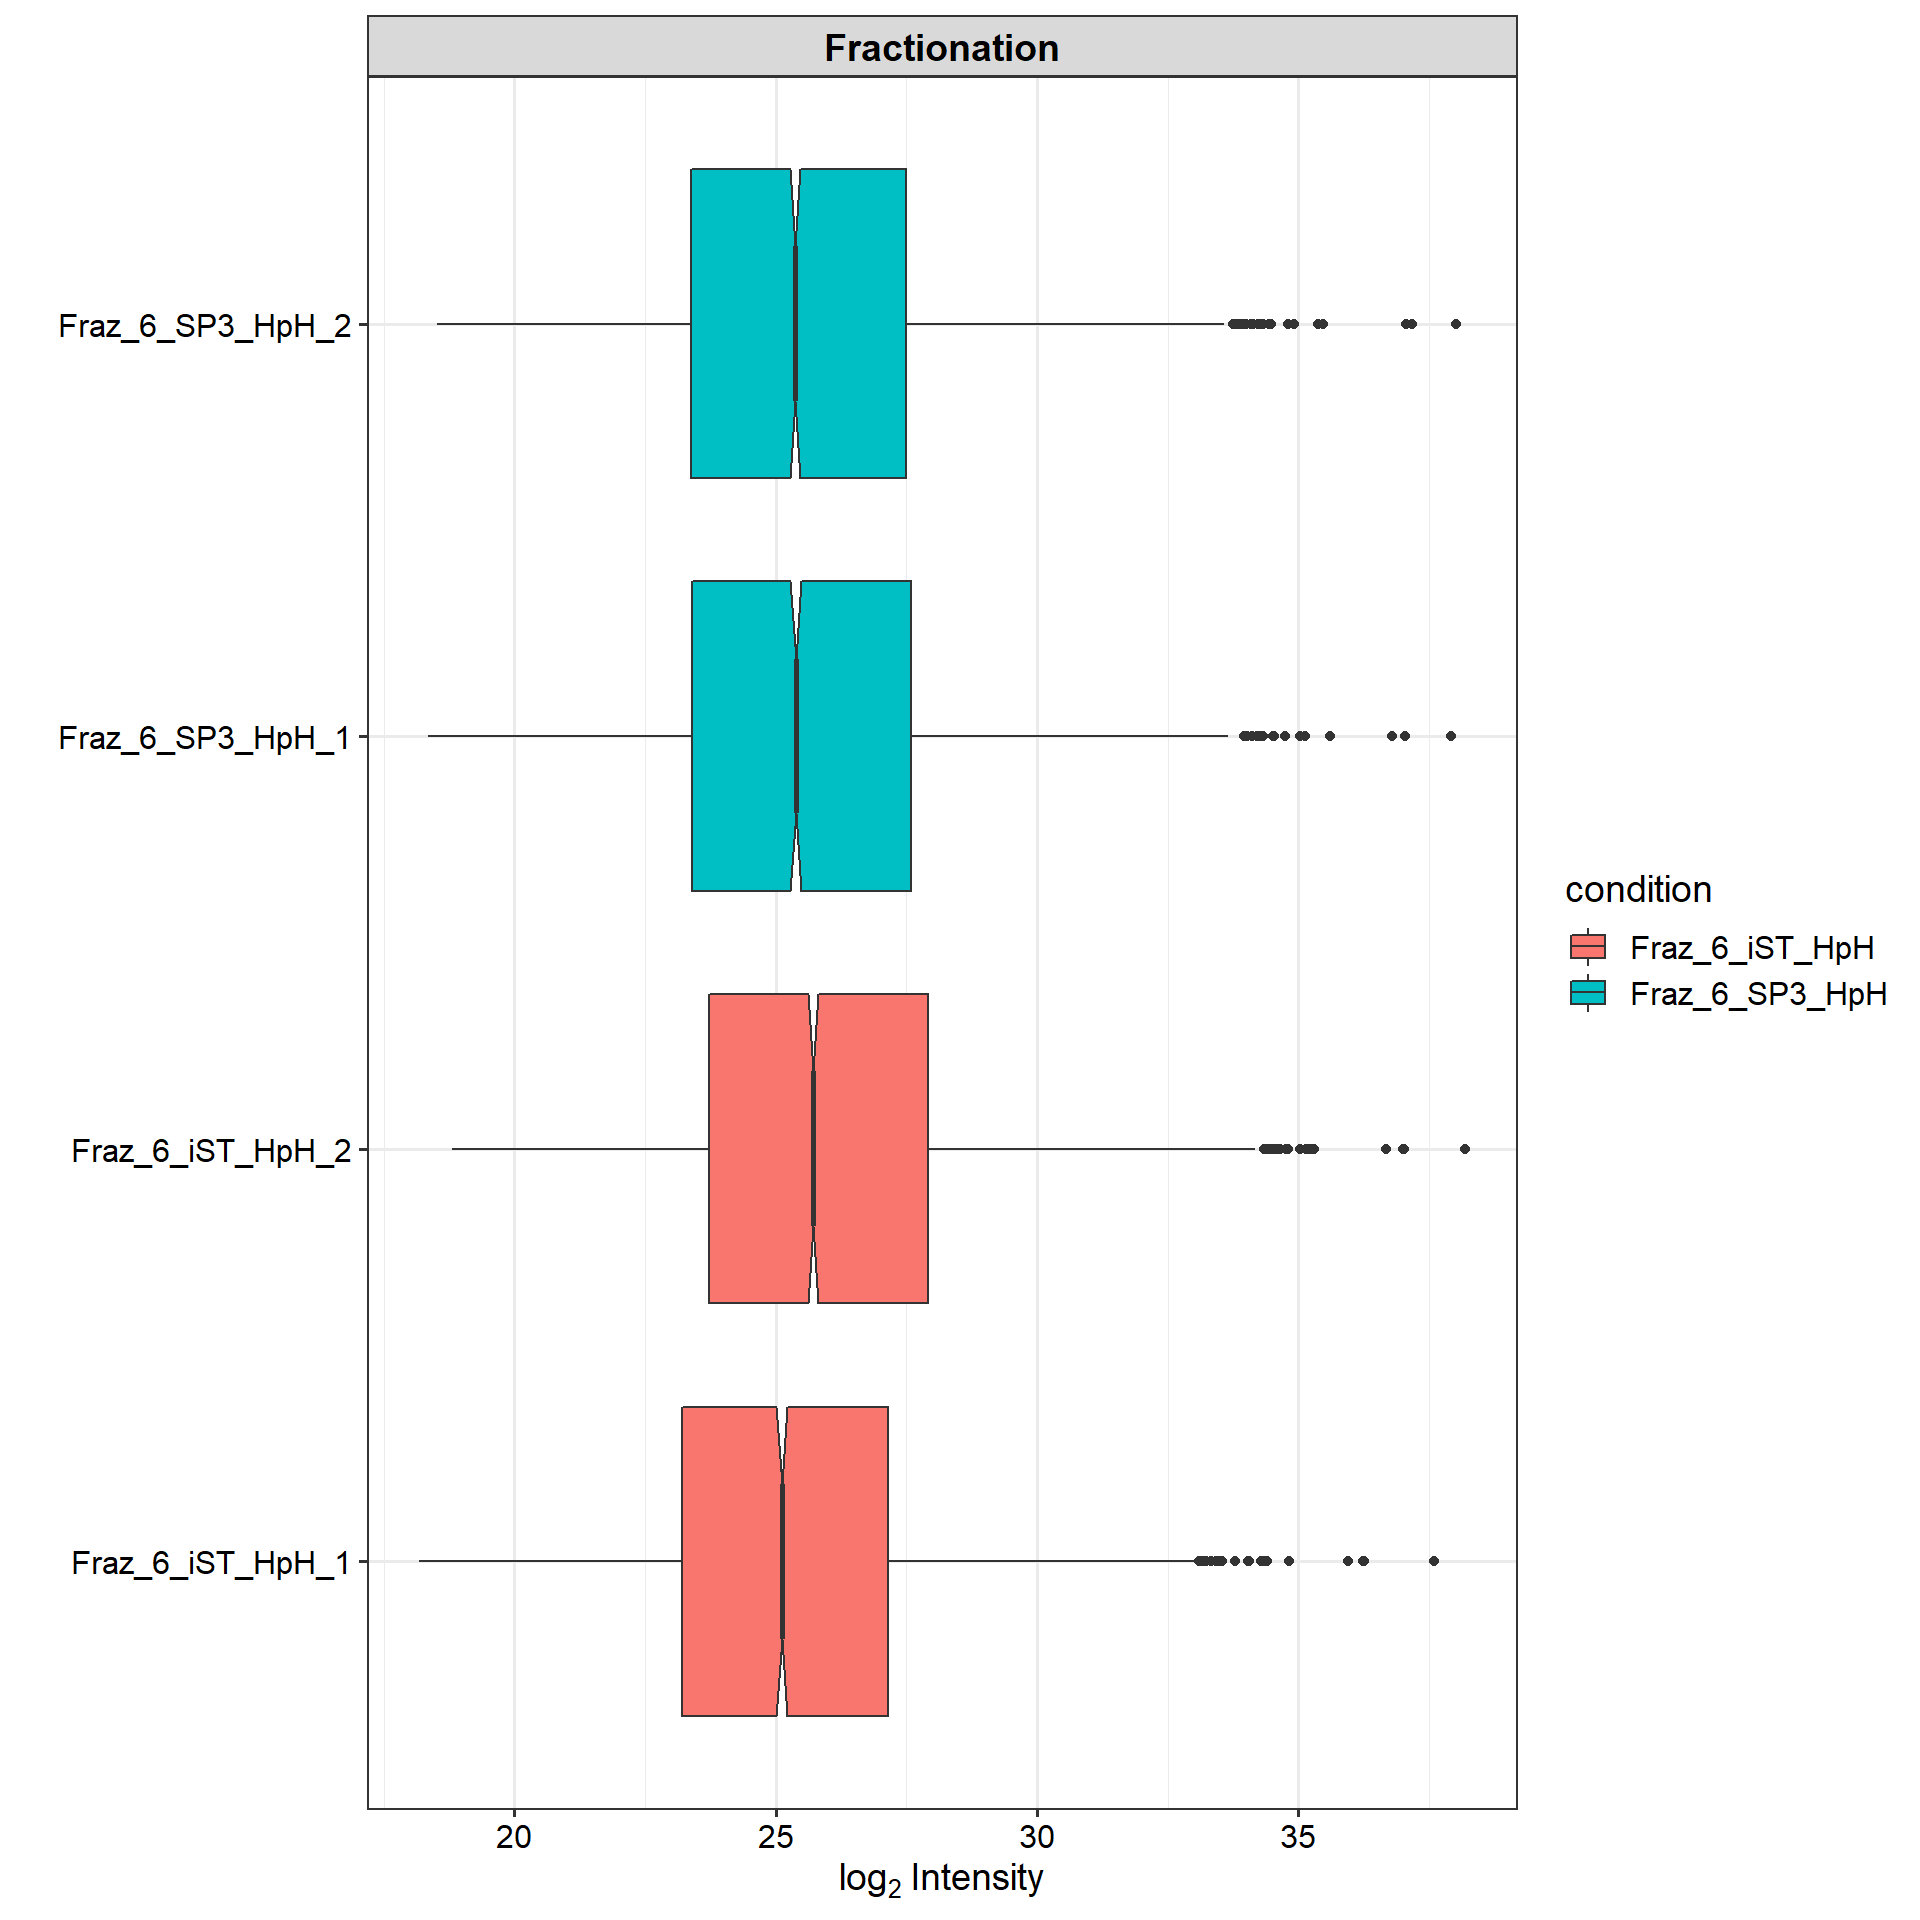 Fractionation
Fraz_6_SP3_HpH_2
Fraz_6_SP3_HpH_1
Fraz_6_iST_HpH_2
Fraz_6_iST_HpH_1
20 25 30 35
log2 Intensity
condition
Fraz_6_iST_HpH
Fraz_6_SP3_HpH